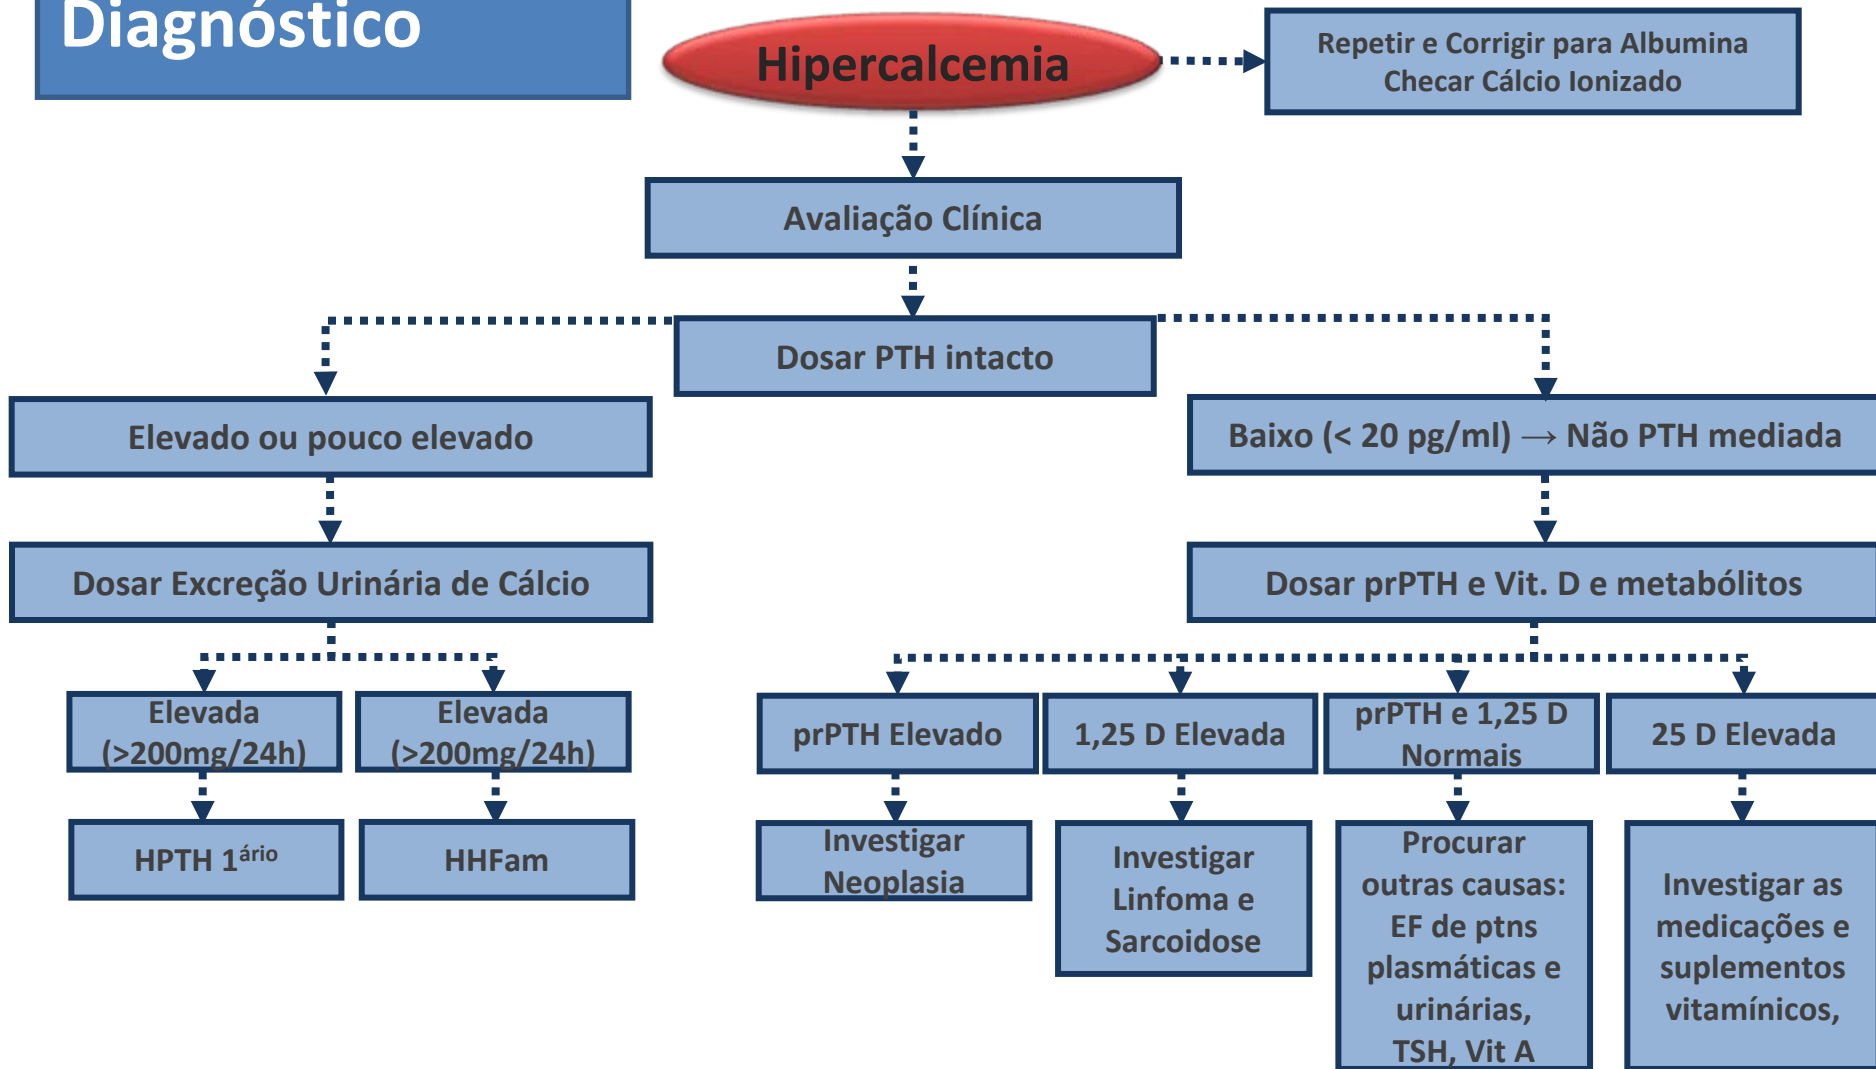 Diagnóstico
Hipercalcemia
Repetir e Corrigir para Albumina
Checar Cálcio Ionizado
Avaliação Clínica
Dosar PTH intacto
Elevado ou pouco elevado
Baixo (< 20 pg/ml) → Não PTH mediada
Dosar Excreção Urinária de Cálcio
Dosar prPTH e Vit. D e metabólitos
Elevada
(>200mg/24h)
Elevada
(>200mg/24h)
prPTH Elevado
1,25 D Elevada
prPTH e 1,25 D
Normais
25 D Elevada
HPTH 1ário
HHFam
Investigar
Neoplasia
Investigar
Linfoma e
Sarcoidose
Procurar
outras causas:
EF de ptns
plasmáticas e
urinárias,
TSH, Vit A
Investigar as
medicações e
suplementos
vitamínicos,